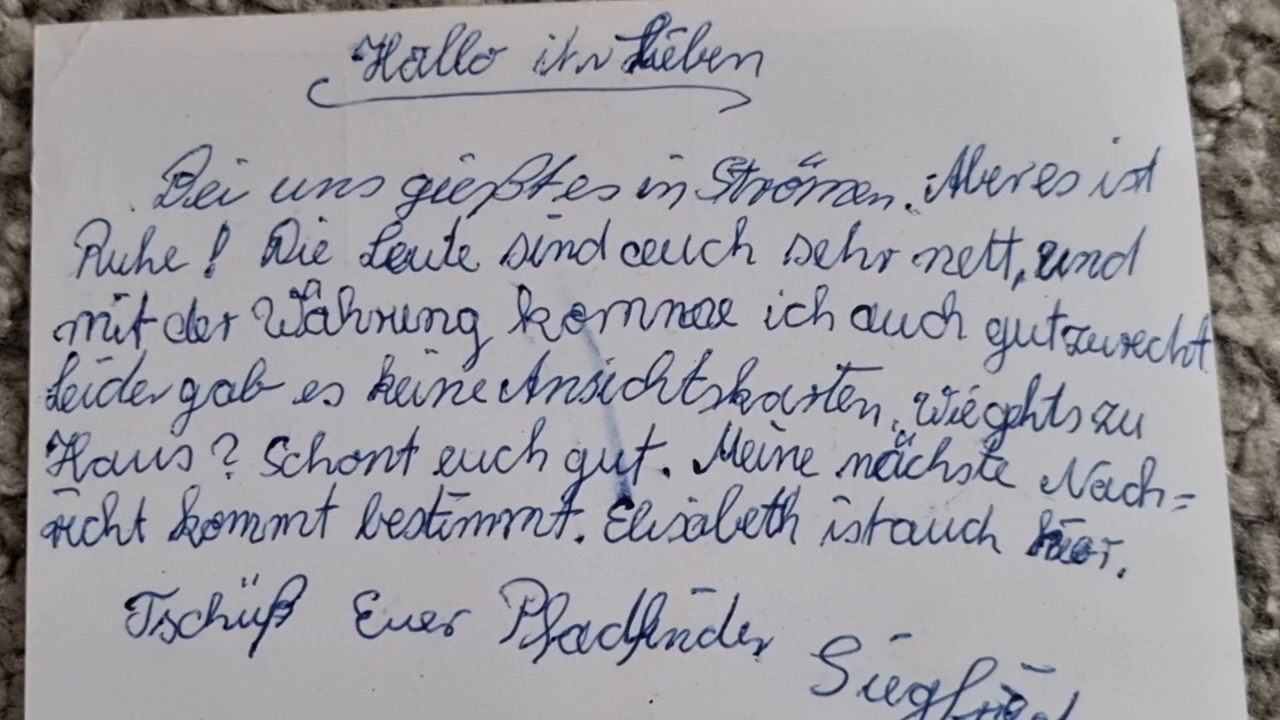 Hallo ihr Lieben
Bei uns gießt es in Strömen. Aber es ist
Ruhe! Die Leute sind auch sehr nett, und
mit der Währung komme ich auch gut zurecht
Leider gab es keine Ansichtskarten. Wie gehts zu
Haus? Schont euch gut. Meine nächste Nach=
richt kommt bestimmt. Elisabeth ist auch hier.
Tschüß Euer Pfadfinder
Siegfried